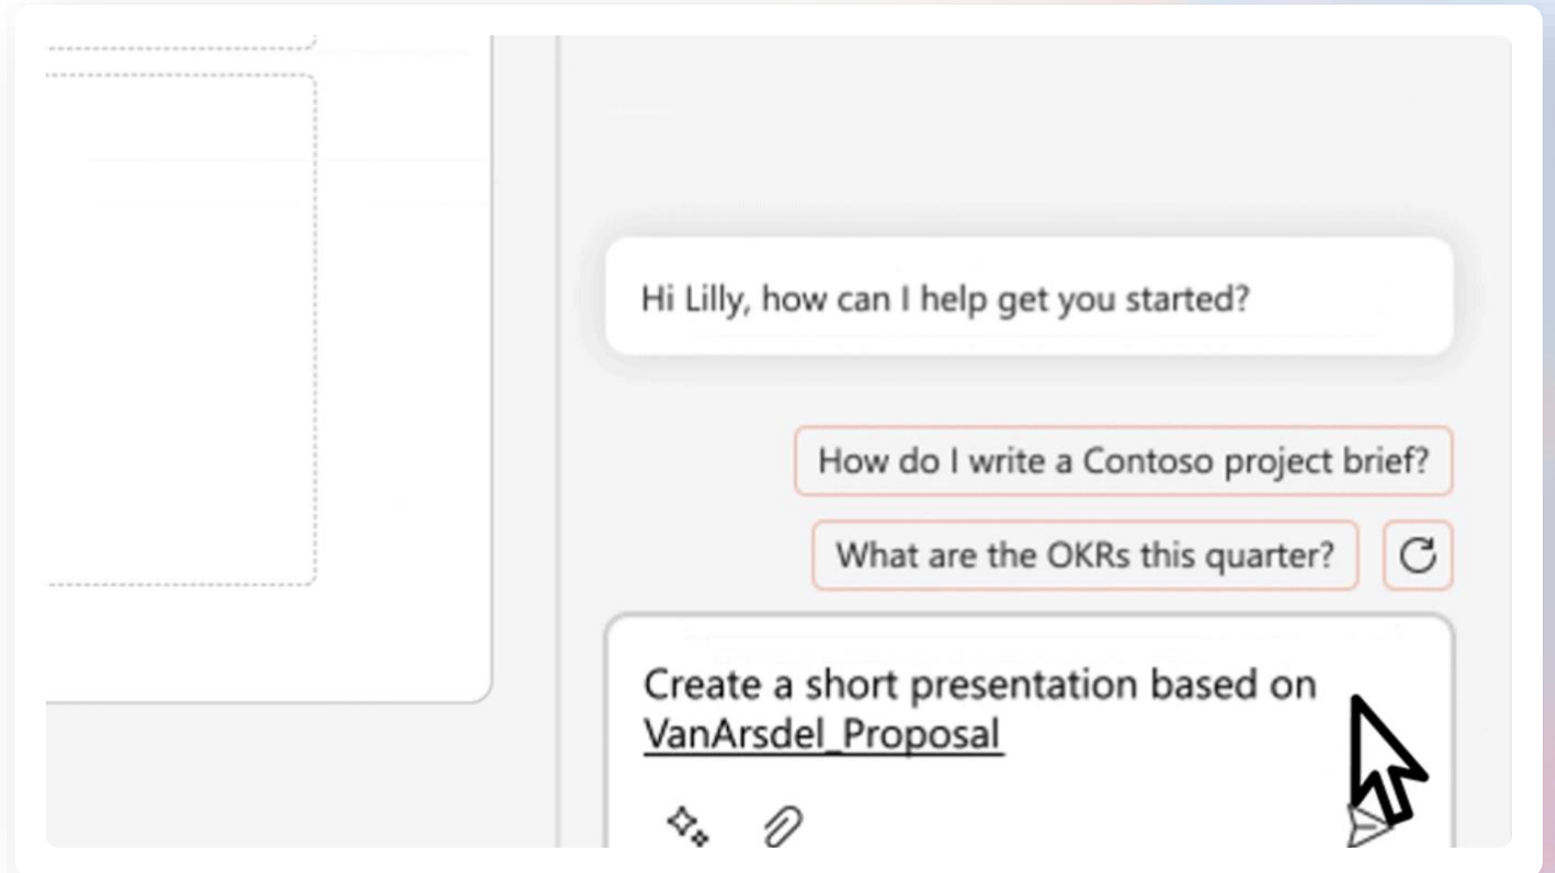 Hi Lilly, how can I help get you started?
How do I write a Contoso project brief?
What are the OKRs this quarter?
Create a short presentation based on
VanArsdel_Proposal